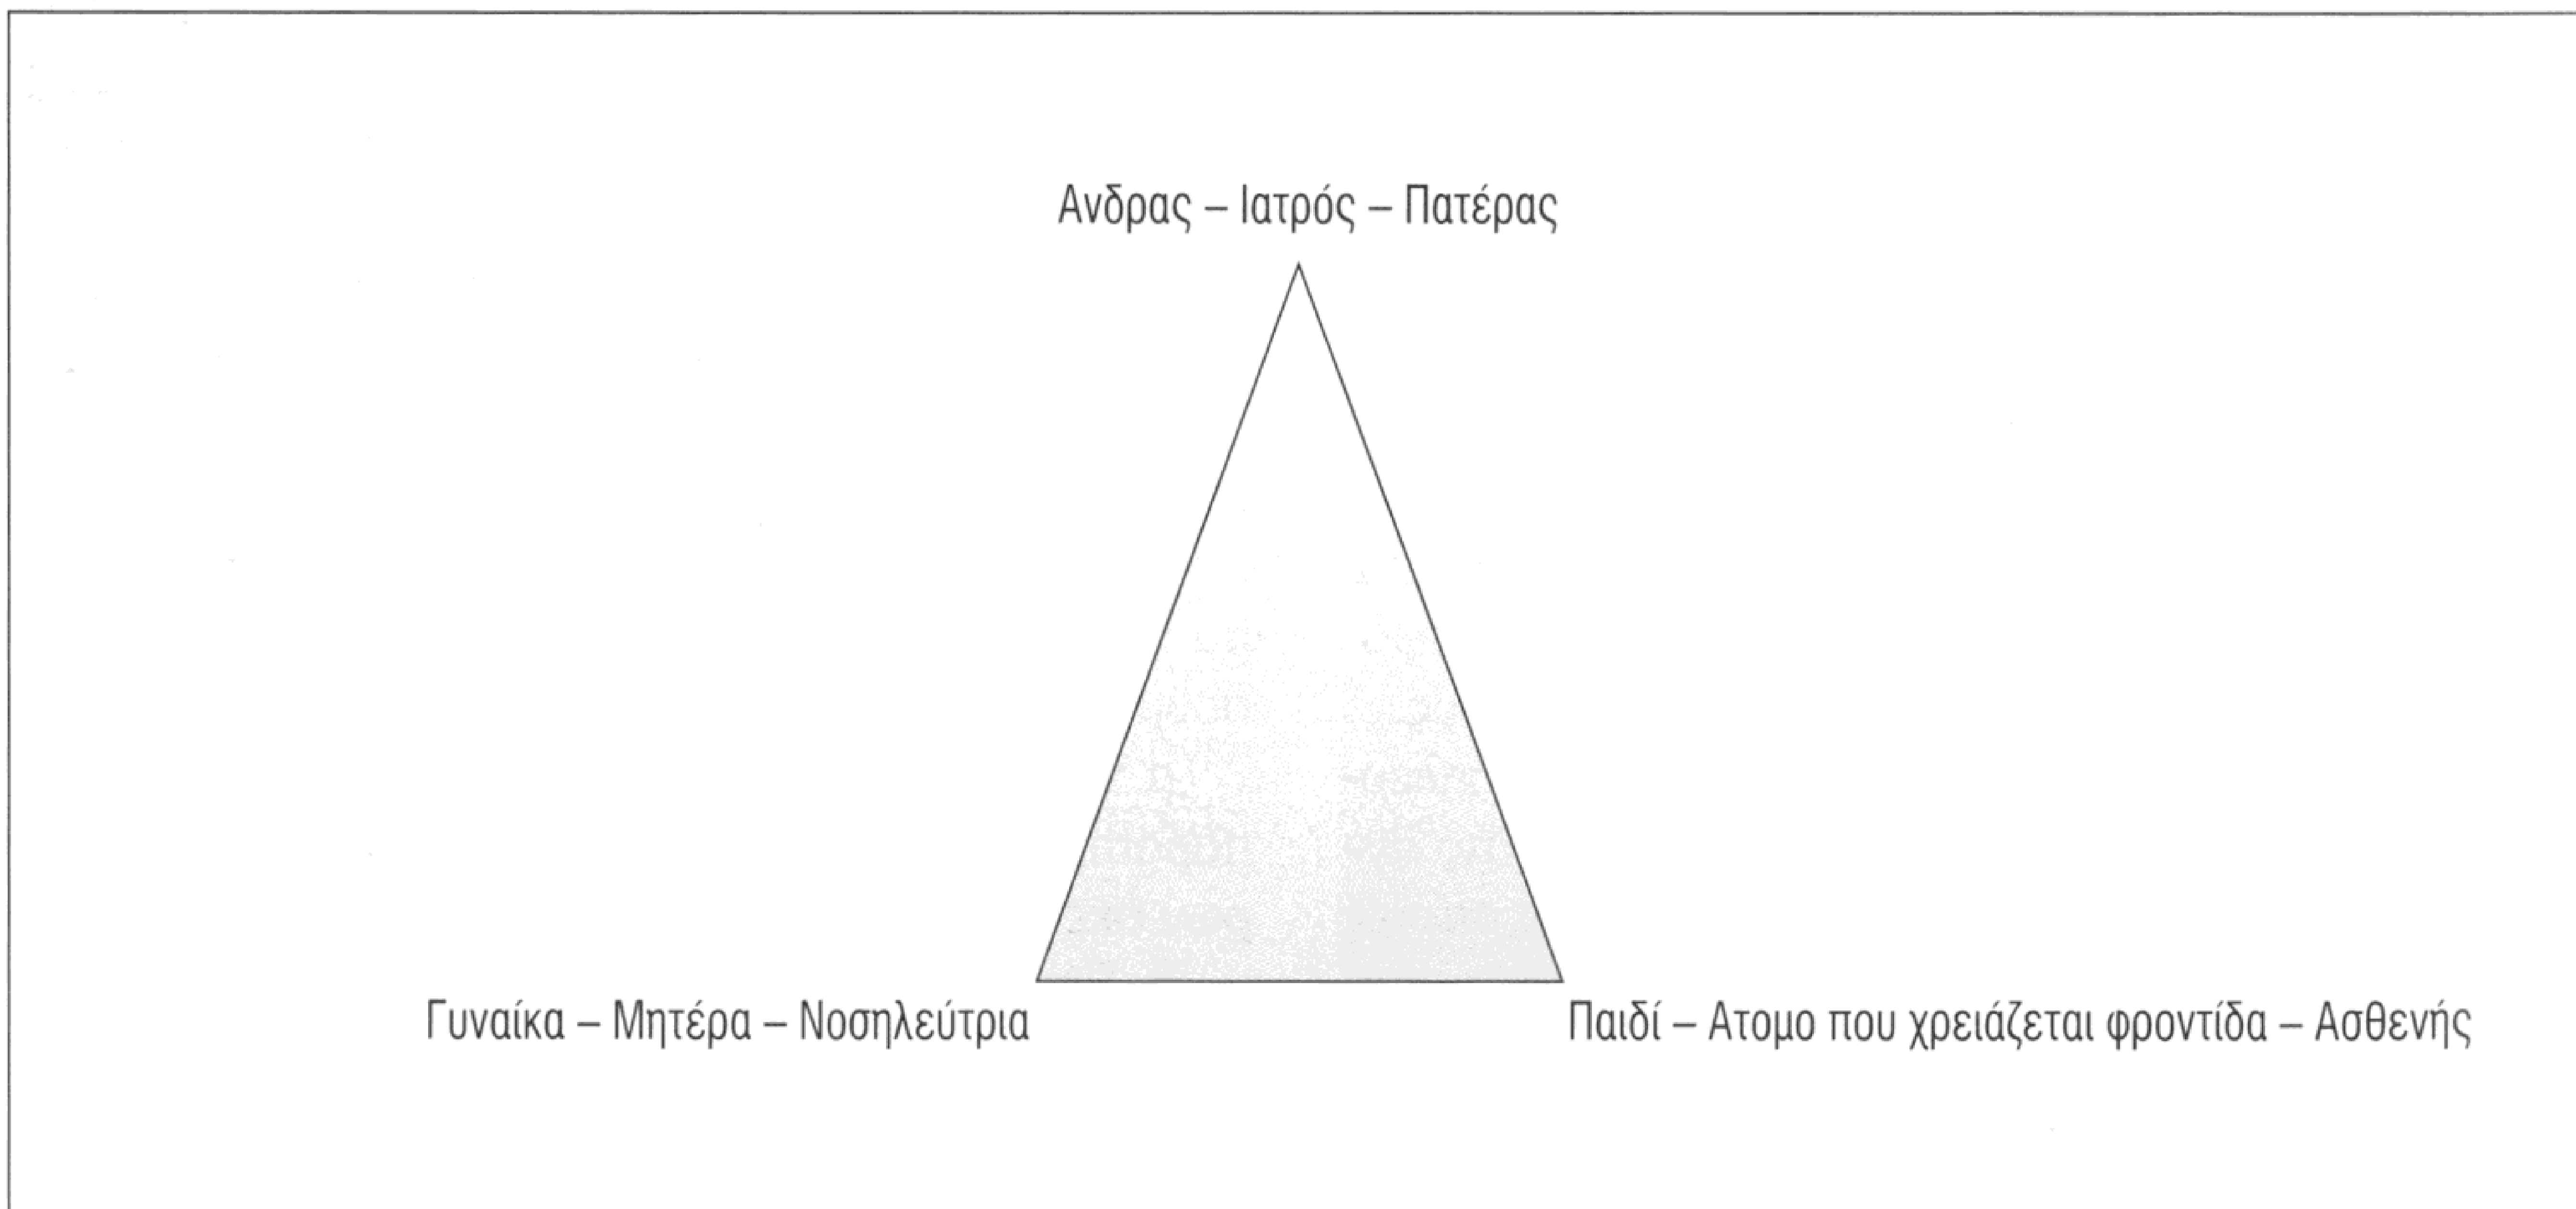 Ανδρας – Ιατρός – Πατέρας
Γυναίκα – Μητέρα – Νοσηλεύτρια
Παιδί – Ατομο που χρειάζεται φροντίδα – Ασθενής